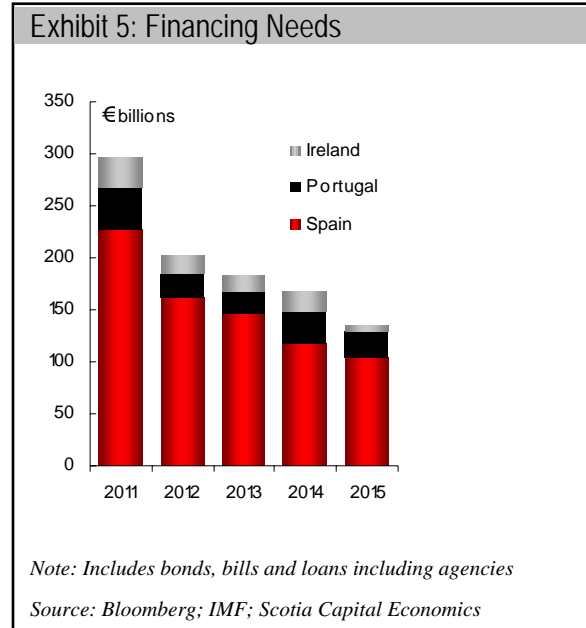 Exhibit 5: Financing Needs
350
€billions
300
Ireland
250
Portugal
200
Spain
150
100
50
0
2011 2012 2013 2014 2015
Note: Includes bonds, bills and loans including agencies
Source: Bloomberg; IMF; Scotia Capital Economics